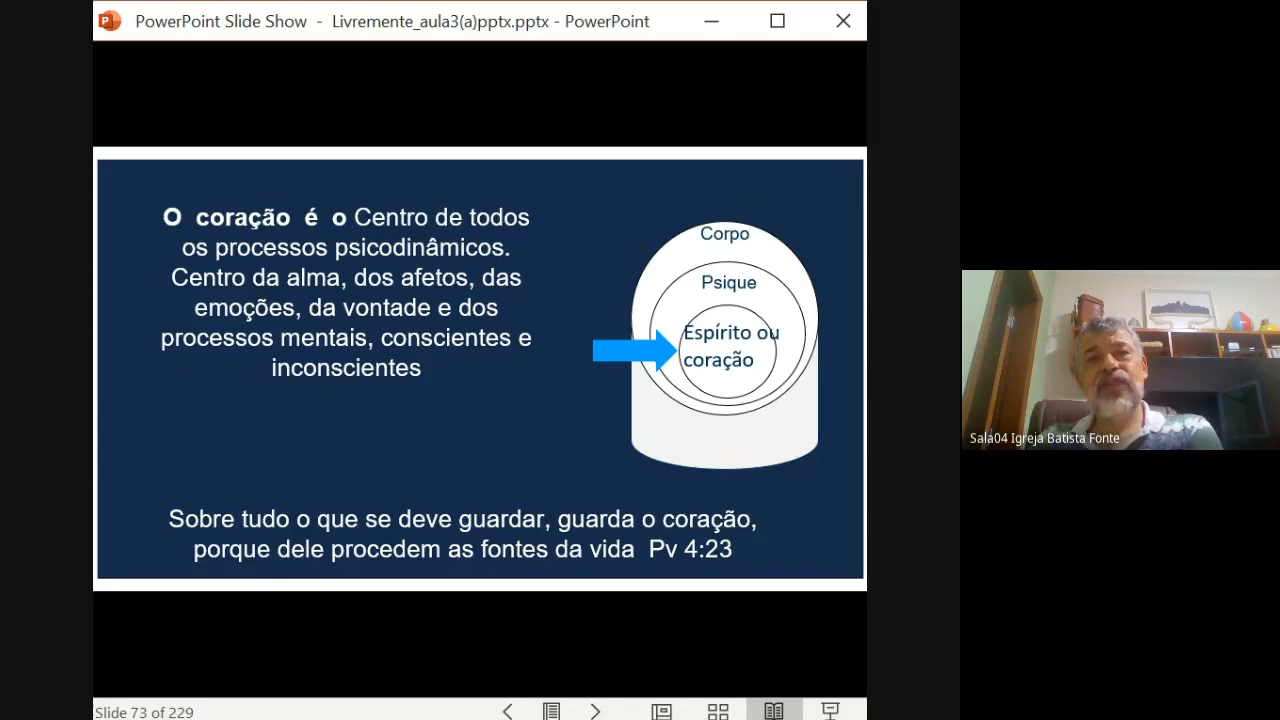 PowerPoint Slide Show - Livremente_aula3(a)pptx.pptx - PowerPoint
O coração é o Centro de todos
os processos psicodinâmicos.
Centro da alma, dos afetos, das
emoções, da vontade e dos
processos mentais, conscientes e
inconscientes
Corpo
Psique
Espírito ou
coração
Sobre tudo o que se deve guardar, guarda o coração,
porque dele procedem as fontes da vida Pv 4:23
Sala04 Igreja Batista Fonte
Slide 73 of 229